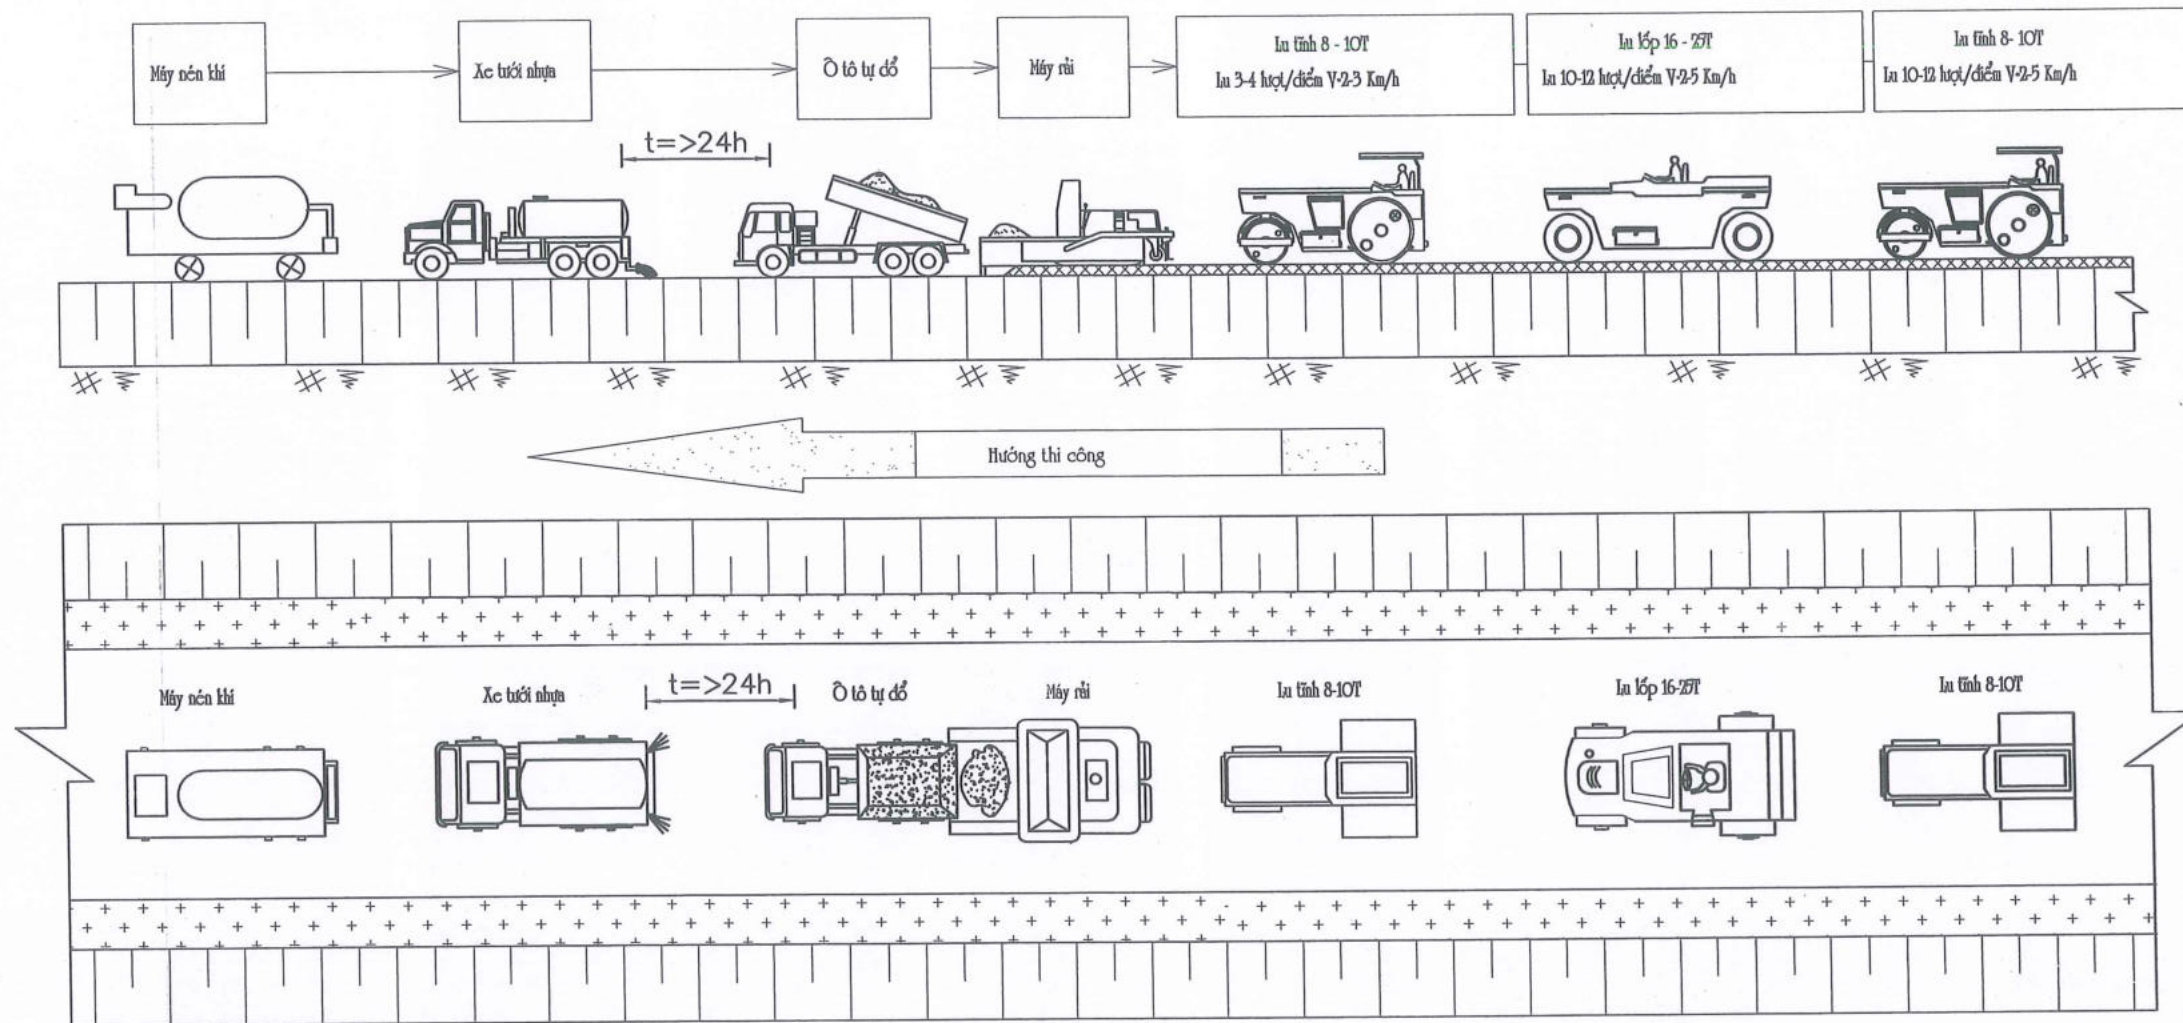 Máy nén khí
Xe tưới nhựa
Ô tô tự đổ
Máy rải
Lu tĩnh 8 - 10T
Lu 3-4 lượt/điểm V=2-3 Km/h
Lu lốp 16 - 25T
Lu 10-12 lượt/điểm V=2-5 Km/h
Lu tĩnh 8- 10T
Lu 10-12 lượt/điểm V=2-5 Km/h
t=>24h
Hướng thi công
Máy nén khí
Xe tưới nhựa
t=>24h
Ô tô tự đổ
Máy rải
Lu tĩnh 8-10T
Lu lốp 16-25T
Lu tĩnh 8-10T